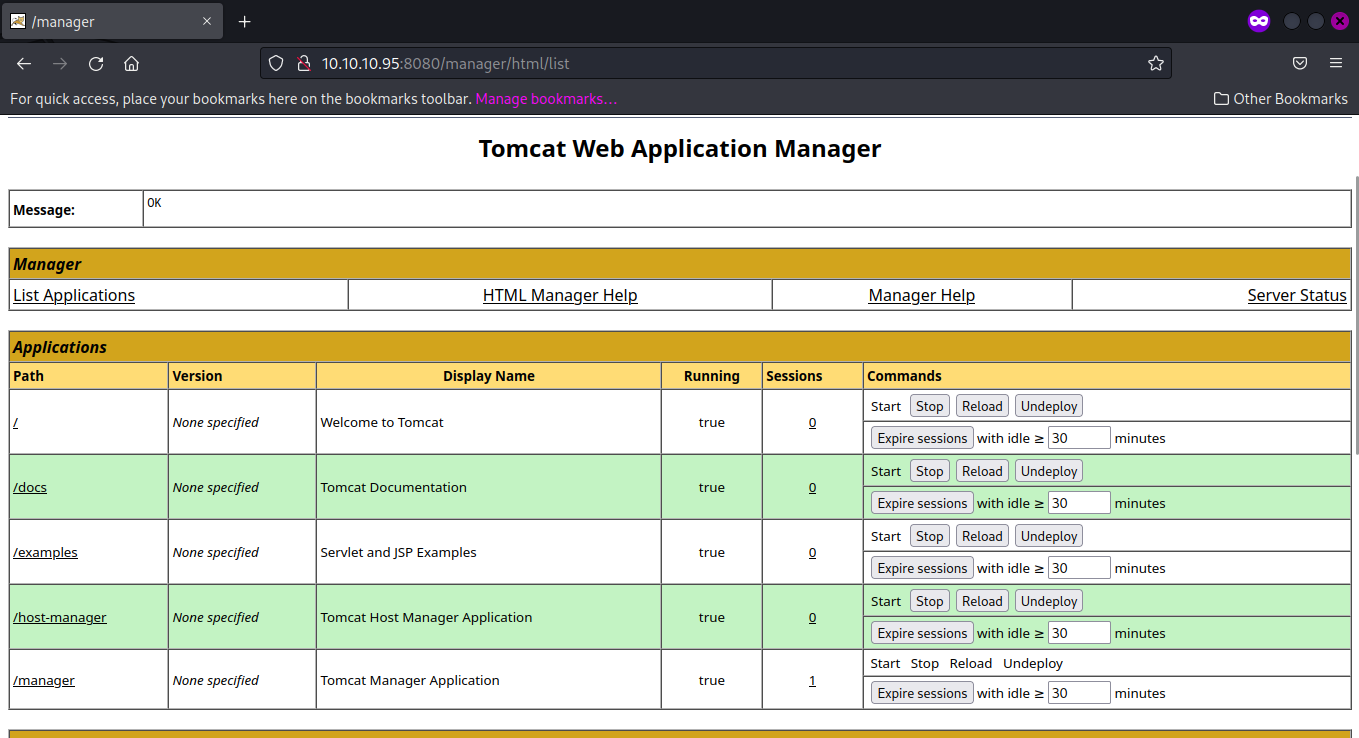 /manager
10.10.10.95:8080/manager/html/list
For quick access, place your bookmarks here on the bookmarks toolbar. Manage bookmarks… Other Bookmarks
Tomcat Web Application Manager
Message: OK
Manager
List Applications HTML Manager Help Manager Help Server Status
Applications
Path Version Display Name Running Sessions Commands
/ None specified Welcome to Tomcat true 0 Start Stop Reload Undeploy
Expire sessions with idle ≥ 30 minutes
/docs None specified Tomcat Documentation true 0 Start Stop Reload Undeploy
Expire sessions with idle ≥ 30 minutes
/examples None specified Servlet and JSP Examples true 0 Start Stop Reload Undeploy
Expire sessions with idle ≥ 30 minutes
/host-manager None specified Tomcat Host Manager Application true 0 Start Stop Reload Undeploy
Expire sessions with idle ≥ 30 minutes
/manager None specified Tomcat Manager Application true 1 Start Stop Reload Undeploy
Expire sessions with idle ≥ 30 minutes